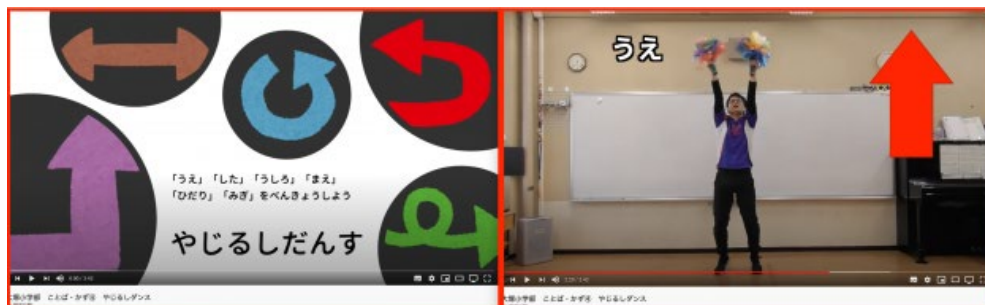 「うえ」「した」「うしろ」「まえ」
「ひだり」「みぎ」をべんきょうしよう
やじるしだんす
うえ
ことば・かず④ やじるしダンス
ことば・かず④ やじるしダンス